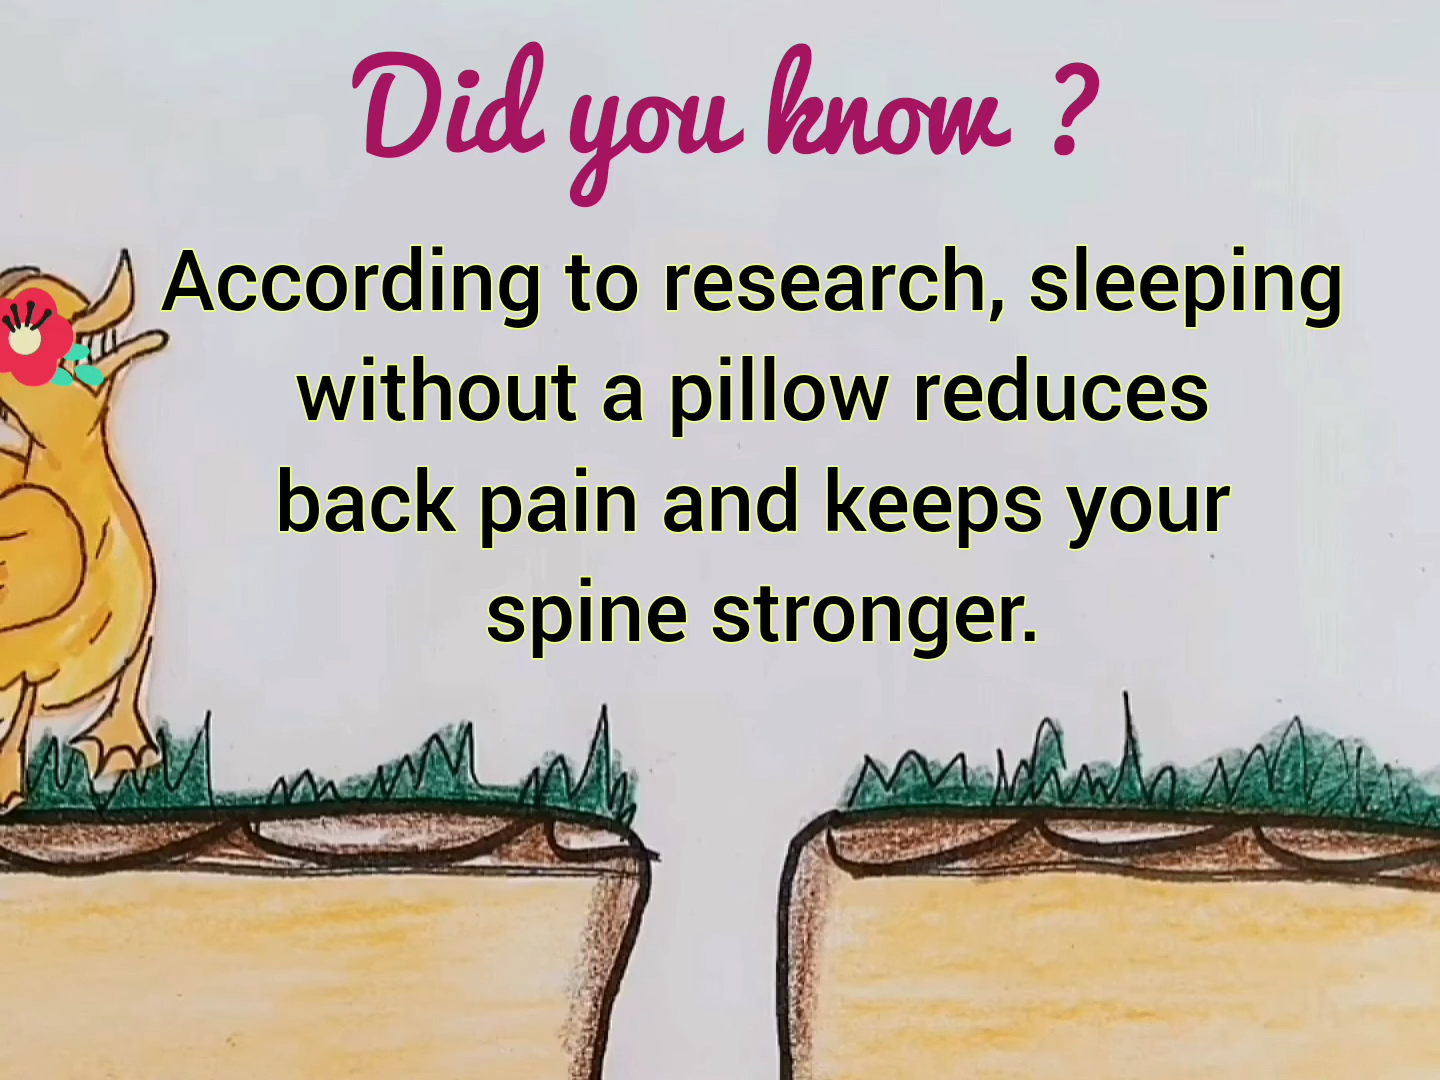 Did you know ?
According to research, sleeping
without a pillow reduces
back pain and keeps your
spine stronger.